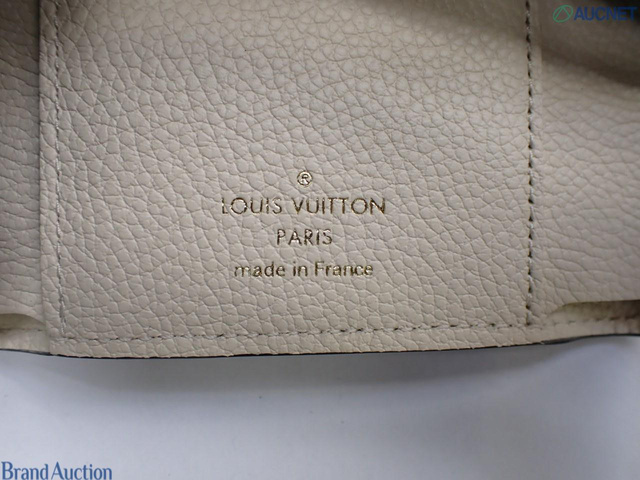 AUCNET
®
LOUIS VUITTON
PARIS
made in France
Brand Auction